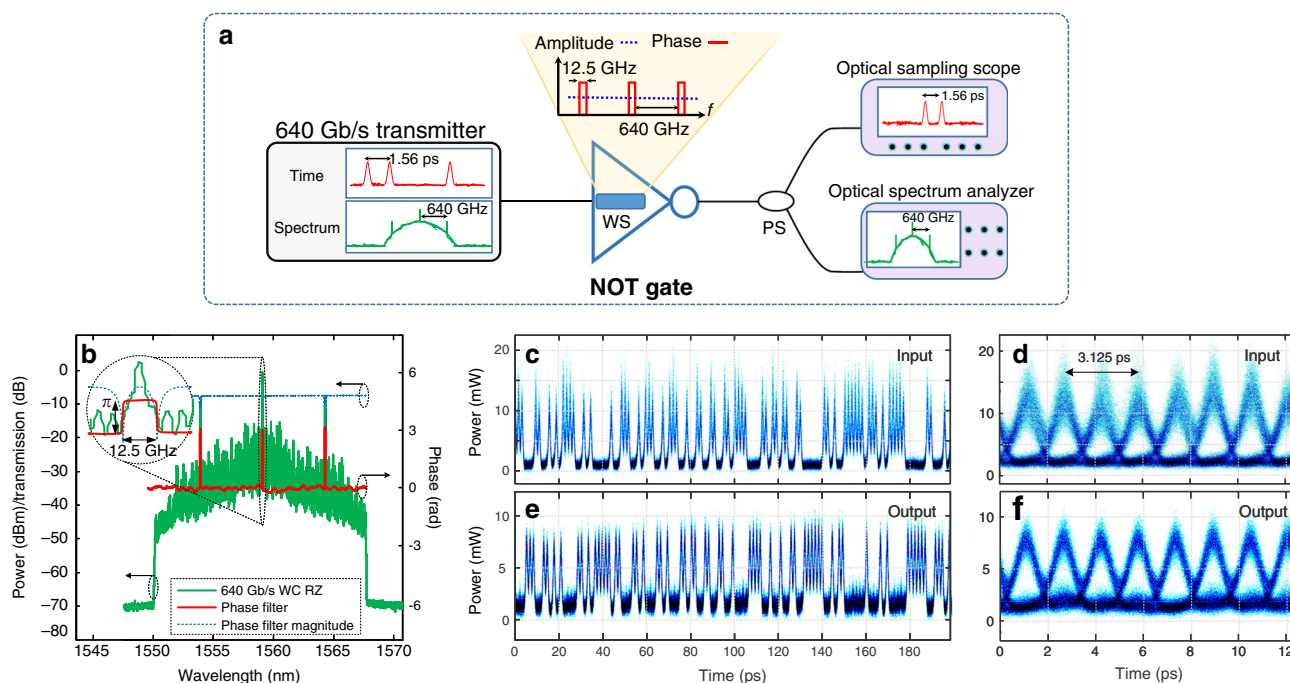 a
Amplitude Phase
12.5 GHz
f
640 GHz
640 Gb/s transmitter
Time
1.56 ps
Spectrum
640 GHz
WS
NOT gate
PS
Optical sampling scope
1.56 ps
Optical spectrum analyzer
640 GHz
b
Power (dBm)/transmission (dB)
0
–10
–20
–30
–40
–50
–60
–70
–80
π
12.5 GHz
6
3
0
–3
–6
Phase (rad)
640 Gb/s WC RZ
Phase filter
Phase filter magnitude
1545 1550 1555 1560 1565 1570
Wavelength (nm)
c
Input
Power (mW)
20
10
0
d
Input
3.125 ps
20
15
10
5
0
e
Output
Power (mW)
10
5
0
0 20 40 60 80 100 120 140 160 180
Time (ps)
f
Output
10
5
0
0 2 4 6 8 10 12
Time (ps)